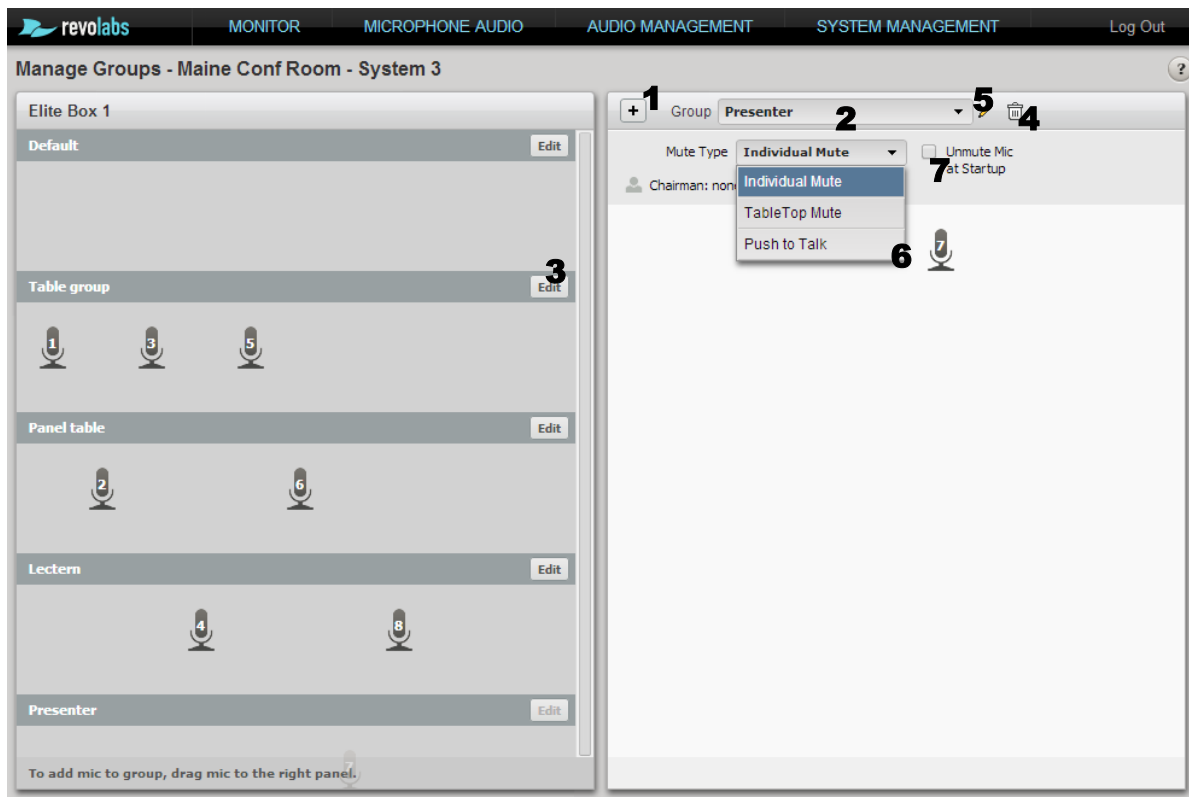 revolabs MONITOR MICROPHONE AUDIO AUDIO MANAGEMENT SYSTEM MANAGEMENT Log Out
Manage Groups - Maine Conf Room - System 3 ?
Elite Box 1
Default Edit
Table group Edit
3
1 3 5
Panel table Edit
2 6
Lectern Edit
4 8
Presenter Edit
7
To add mic to group, drag mic to the right panel.
+ 1 Group Presenter 2 5 4
Mute Type Individual Mute Unmute Mic
7 at Startup
Chairman: none
Individual Mute
TableTop Mute
Push to Talk
6 7